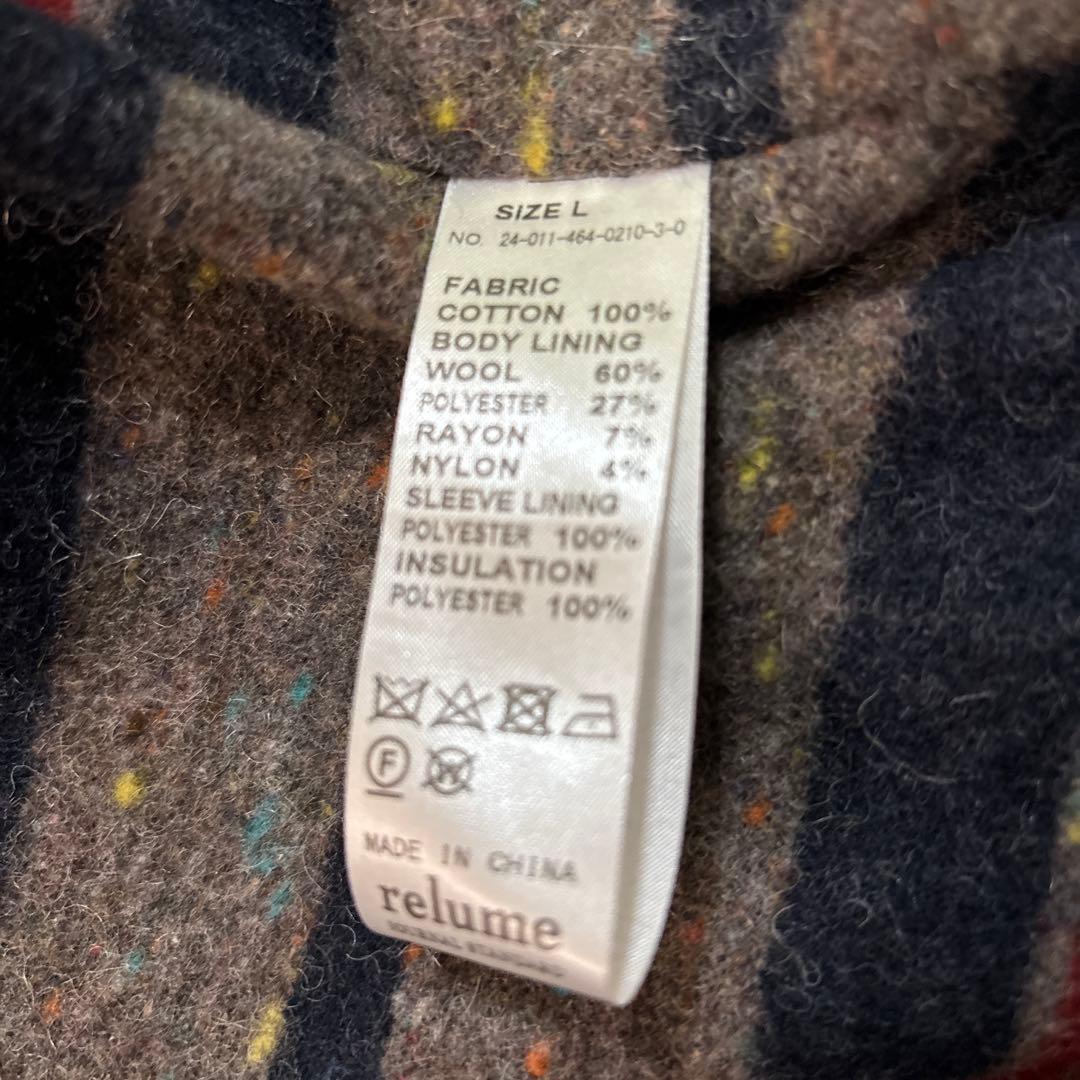 SIZE L
NO. 24-011-464-0210-3-0
FABRIC
COTTON 100%
BODY LINING
WOOL 60%
POLYESTER 27%
RAYON 7%
NYLON 4%
SLEEVE LINING
POLYESTER 100%
INSULATION
POLYESTER 100%
F
W
MADE IN CHINA
relume